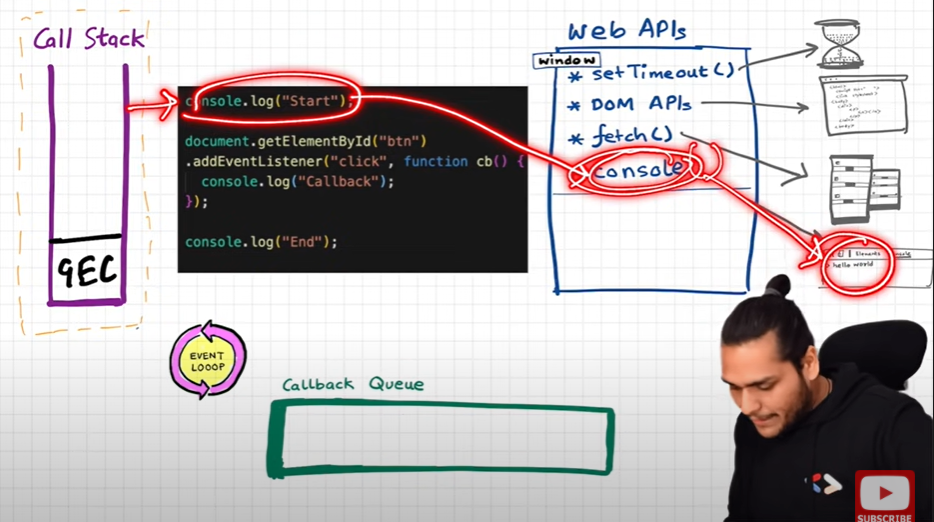 Call Stack
GEC
console.log("Start");
document.getElementById("btn")
.addEventListener("click", function cb() {
console.log("Callback");
});
console.log("End");
Web APIs
window
* setTimeout()
* DOM APIs
* fetch()
console
Elements
hello world
EVENT
LOOOP
Callback Queue
SUBSCRIBE